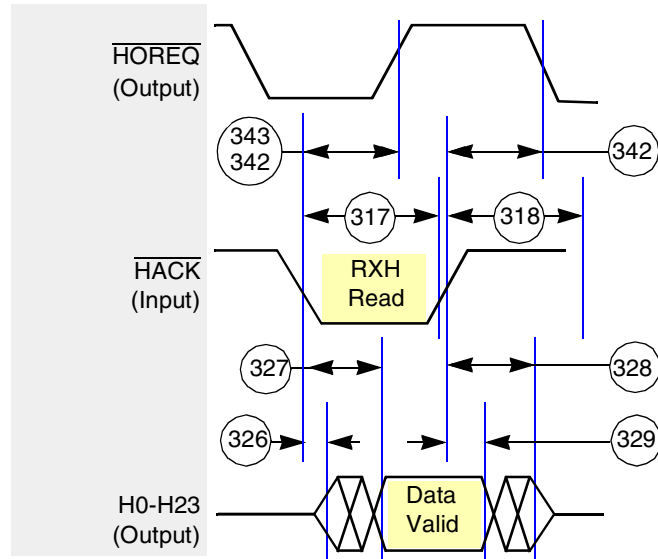 HOREQ
(Output)
343
342
342
317
318
HACK
(Input)
RXH
Read
327
328
326
329
H0-H23
(Output)
Data
Valid